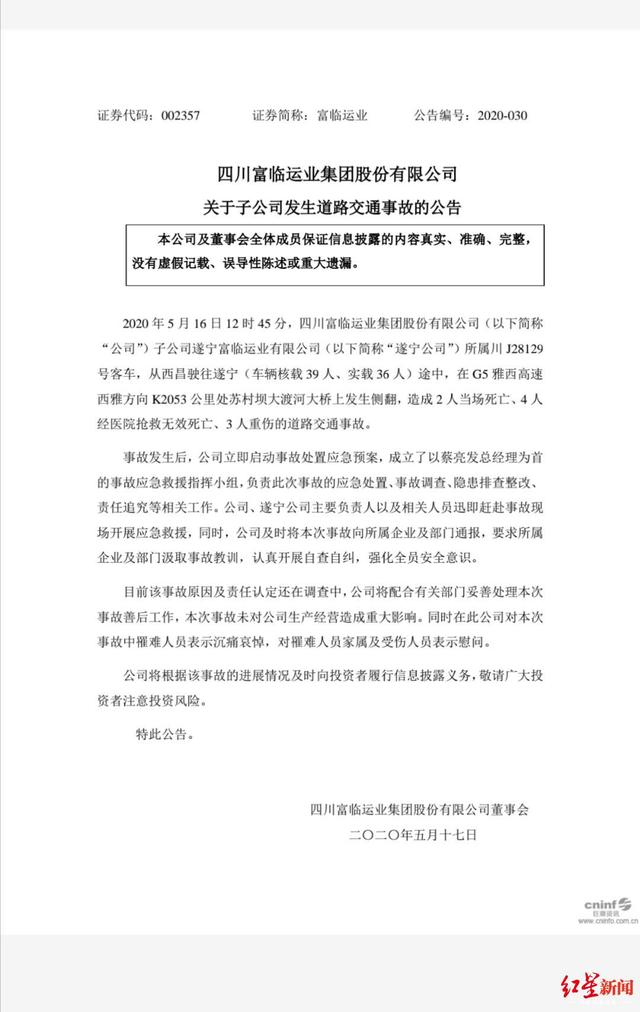 证券代码：002357 证券简称：富临运业 公告编号：2020-030
四川富临运业集团股份有限公司
关于子公司发生道路交通事故的公告
本公司及董事会全体成员保证信息披露的内容真实、准确、完整，
没有虚假记载、误导性陈述或重大遗漏。
2020 年 5 月 16 日 12 时 45 分，四川富临运业集团股份有限公司（以下简称
“公司”）子公司遂宁富临运业有限公司（以下简称“遂宁公司”）所属川 J28129
号客车，从西昌驶往遂宁（车辆核载 39 人、实载 36 人）途中，在 G5 雅西高速
西雅方向 K2053 公里处苏村坝大渡河大桥上发生侧翻，造成 2 人当场死亡、4 人
经医院抢救无效死亡、3 人重伤的道路交通事故。
事故发生后，公司立即启动事故处置应急预案，成立了以蔡亮发总经理为首
的事故应急救援指挥小组，负责此次事故的应急处置、事故调查、隐患排查整改、
责任追究等相关工作。公司、遂宁公司主要负责人以及相关人员迅即赶赴事故现
场开展应急救援，同时，公司及时将本次事故向所属企业及部门通报，要求所属
企业及部门汲取事故教训，认真开展自查自纠，强化全员安全意识。
目前该事故原因及责任认定还在调查中，公司将配合有关部门妥善处理本次
事故善后工作，本次事故未对公司生产经营造成重大影响。同时在此公司对本次
事故中罹难人员表示沉痛哀悼，对罹难人员家属及受伤人员表示慰问。
公司将根据该事故的进展情况及时向投资者履行信息披露义务，敬请广大投
资者注意投资风险。
特此公告。
四川富临运业集团股份有限公司董事会
二〇二〇年五月十七日
cninf
巨潮资讯
www.cninfo.com.cn
红星新闻